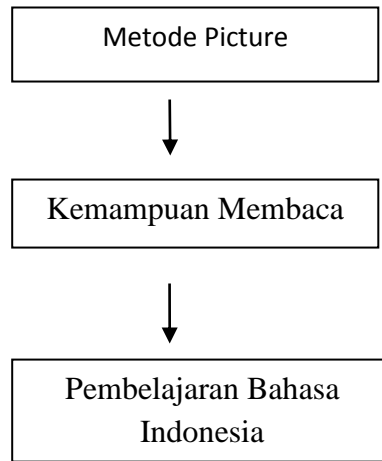 Metode Picture
Kemampuan Membaca
Pembelajaran Bahasa
Indonesia